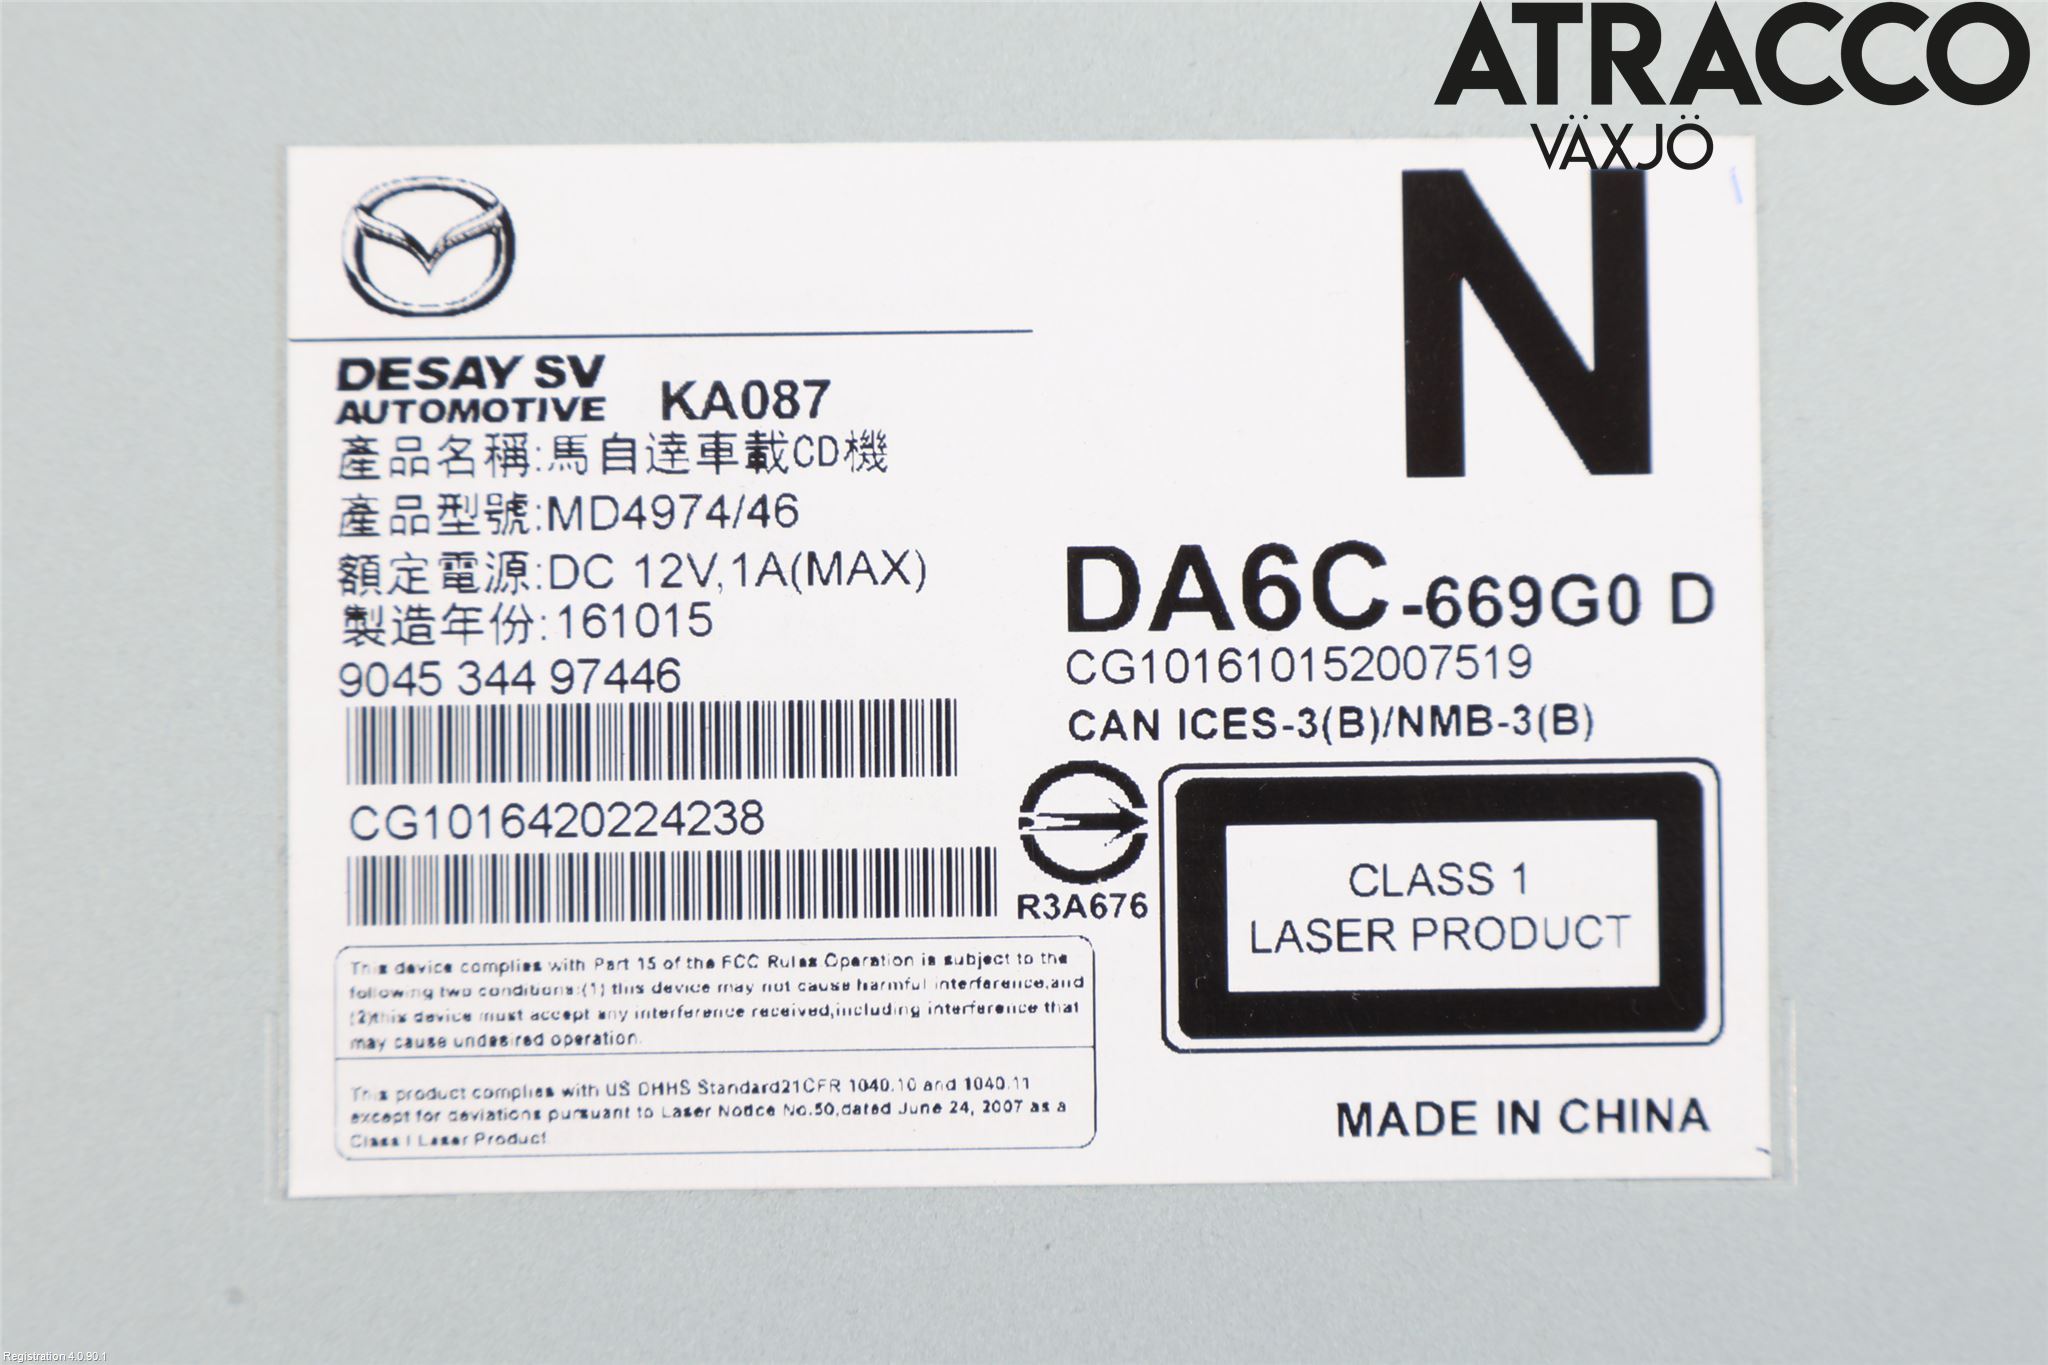 ATRACCO
VÄXJÖ
N
DESAY SV
AUTOMOTIVE
KA087
產品名稱:馬自達車載CD機
產品型號:MD4974/46
額定電源:DC 12V,1A(MAX)
製造年份:161015
9045 344 97446
CG1016420224238
DA6C-669G0 D
CG101610152007519
CAN ICES-3(B)/NMB-3(B)
R3A676
CLASS 1
LASER PRODUCT
This device complies with Part 15 of the FCC Rules.Operation is subject to the
following two conditions:(1) this device may not cause harmful interference,and
(2)this device must accept any interference received,including interference that
may cause undesired operation.
This product complies with US DHHS Standard21CFR 1040.10 and 1040.11
except for deviations pursuant to Laser Notice No.50,dated June 24, 2007 as a
Class I Laser Product
MADE IN CHINA
Registration 4.0.90.1